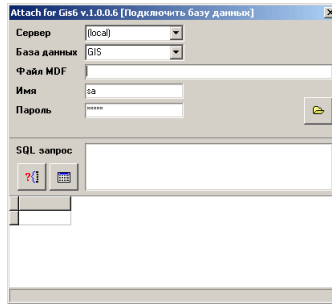 Attach for Gis6 v.1.0.0.6 [Подключить базу данных]
Сервер (local)
База данных GIS
Файл MDF
Имя sa
Пароль *****
SQL запрос
?{}